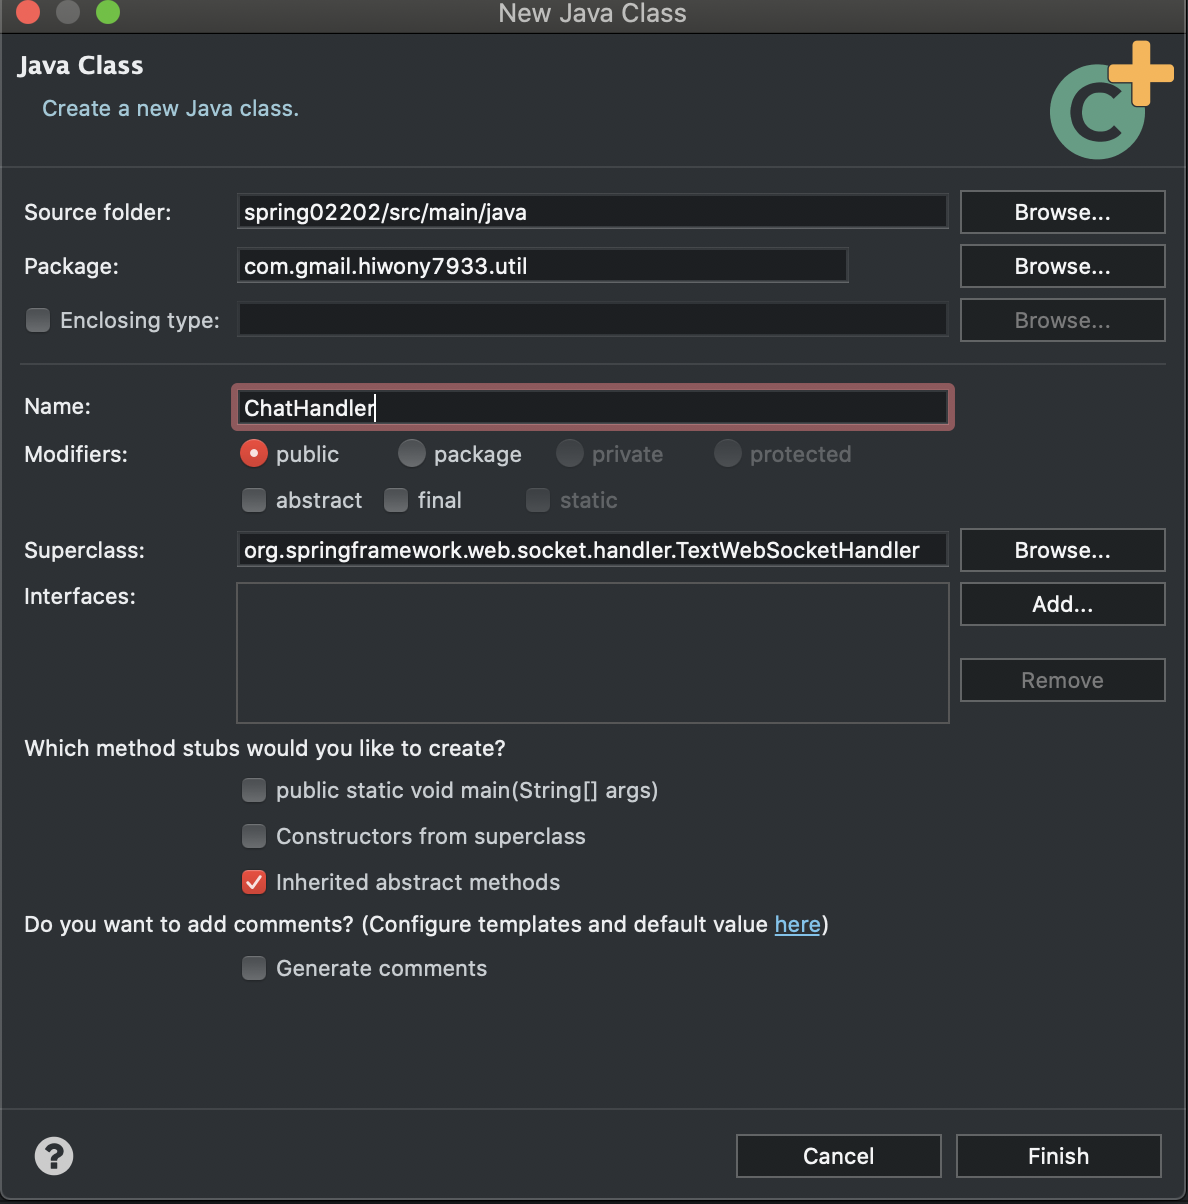 New Java Class
Java Class
Create a new Java class.
Source folder: spring02202/src/main/java Browse...
Package: com.gmail.hiwony7933.util Browse...
Enclosing type: Browse...
Name: ChatHandler
Modifiers: public package private protected
abstract final static
Superclass: org.springframework.web.socket.handler.TextWebSocketHandler Browse...
Interfaces: Add...
Remove
Which method stubs would you like to create?
public static void main(String[] args)
Constructors from superclass
Inherited abstract methods
Do you want to add comments? (Configure templates and default value here)
Generate comments
? Cancel Finish